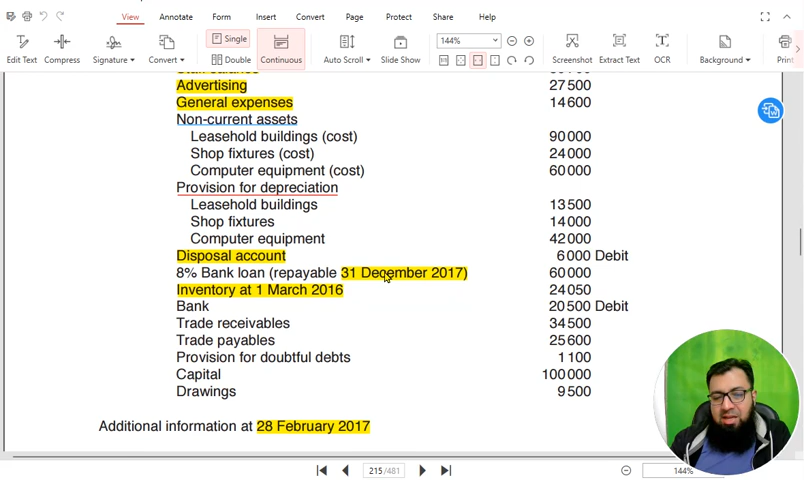 View Annotate Form Insert Convert Page Protect Share Help
Edit Text Compress Signature Convert Single Double Continuous Auto Scroll Slide Show 144% Screenshot Extract Text OCR Background Print
Advertising 27 500
General expenses 14 600
Non-current assets
Leasehold buildings (cost) 90 000
Shop fixtures (cost) 24 000
Computer equipment (cost) 60 000
Provision for depreciation
Leasehold buildings 13 500
Shop fixtures 14 000
Computer equipment 42 000
Disposal account 6 000 Debit
8% Bank loan (repayable 31 December 2017) 60 000
Inventory at 1 March 2016 24 050
Bank 20 500 Debit
Trade receivables 34 500
Trade payables 25 600
Provision for doubtful debts 1 100
Capital 100 000
Drawings 9 500
Additional information at 28 February 2017
215/481 144%